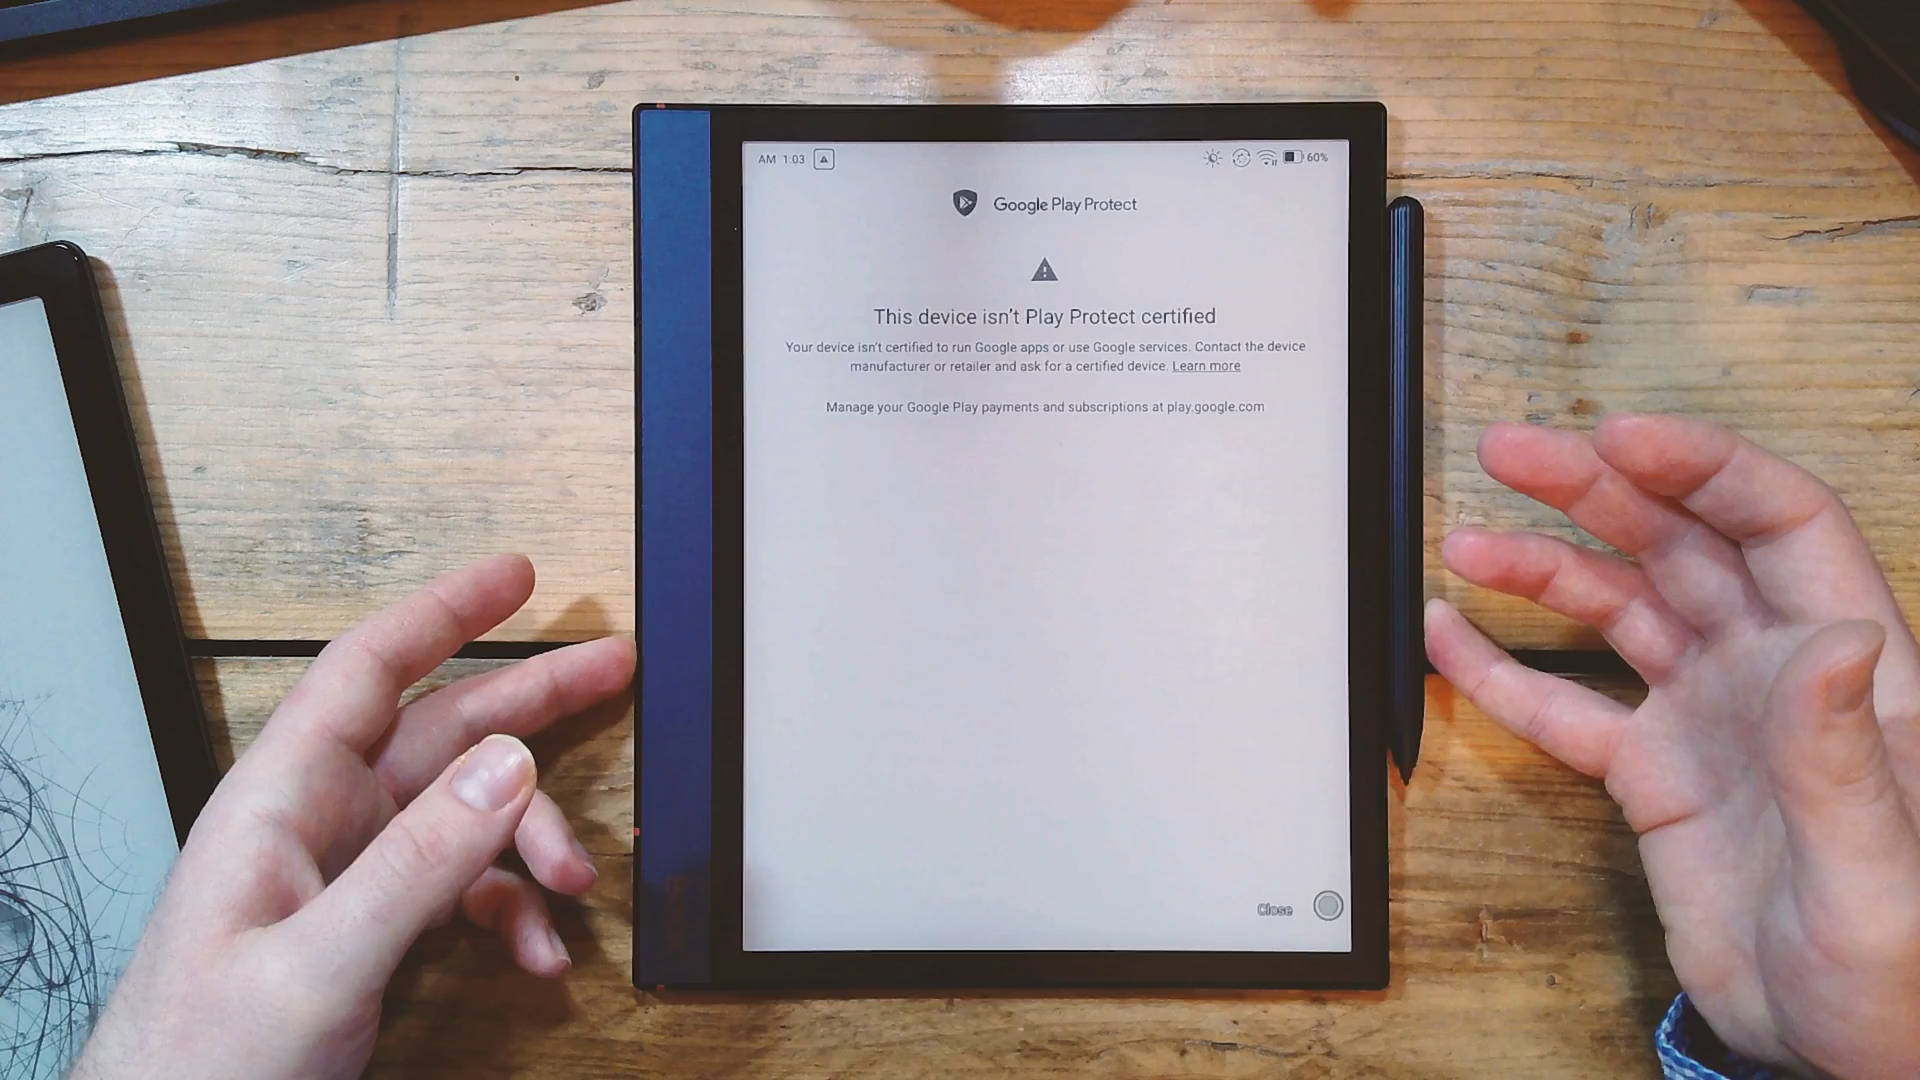 AM 1:03
60%
Google Play Protect
This device isn't Play Protect certified
Your device isn't certified to run Google apps or use Google services. Contact the device
manufacturer or retailer and ask for a certified device. Learn more
Manage your Google Play payments and subscriptions at play.google.com
Close